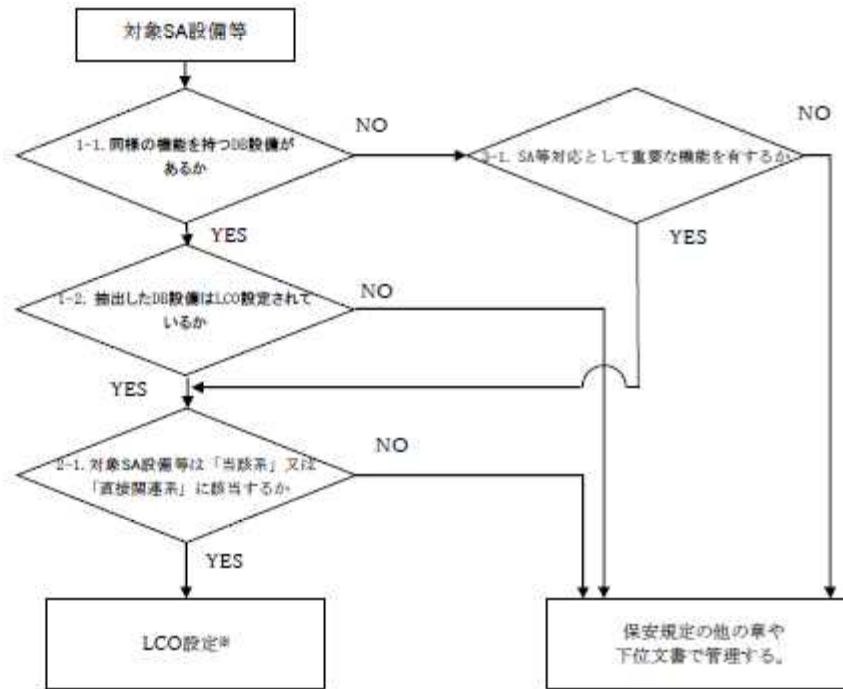 対象SA設備等
1-1. 同様の機能を持つDB設備が
あるか
NO
3-1. SA等対応として重要な機能を有するか
NO
YES
YES
1-2. 抽出したDB設備はLCO設定されて
いるか
NO
YES
2-1. 対象SA設備等は「当該系」又は
「直接関連系」に該当するか
NO
YES
LCO設定※
保安規定の他の章や
下位文書で管理する。